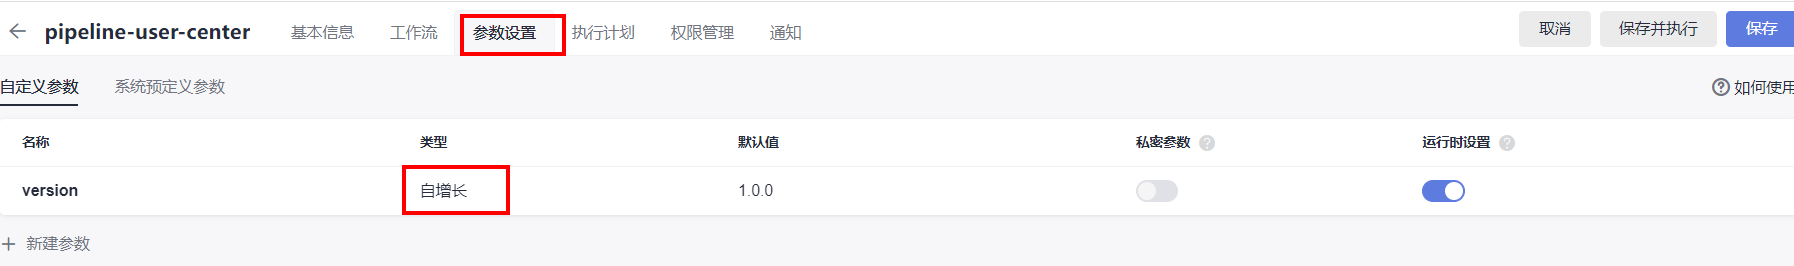 pipeline-user-center 基本信息 工作流 参数设置 执行计划 权限管理 通知 取消 保存并执行 保存
自定义参数 系统预定义参数 如何使用
名称 类型 默认值 私密参数 运行时设置
version 自增长 1.0.0
新建参数